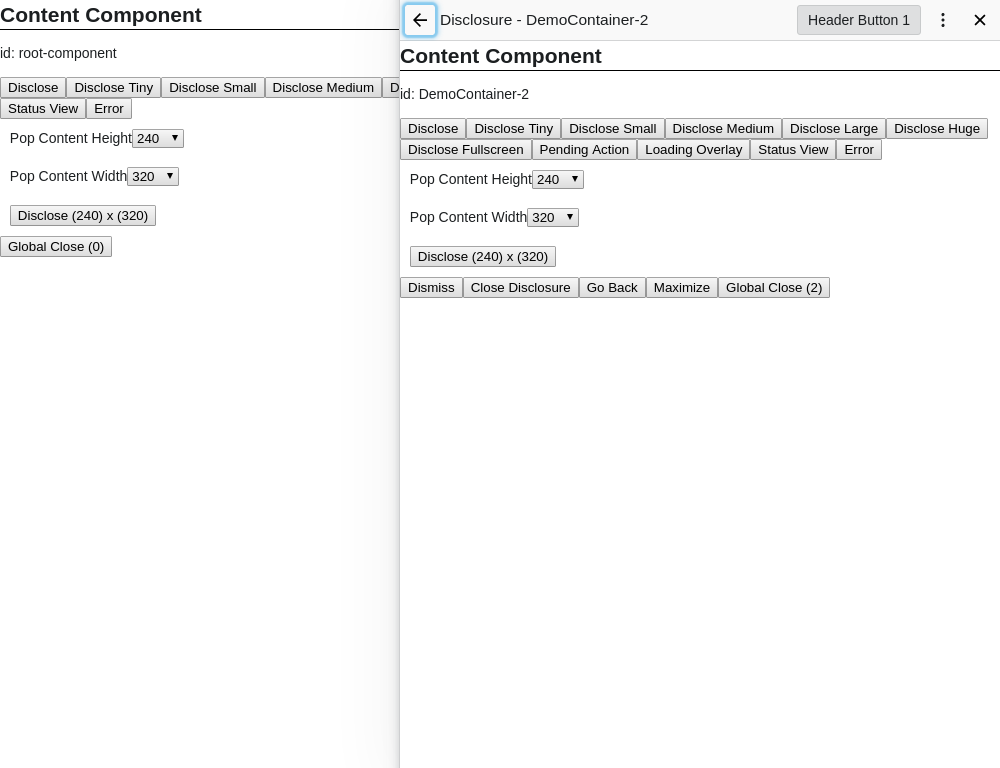 Content Component
id: root-component
Disclose Disclose Tiny Disclose Small Disclose Medium D
Status View Error
Pop Content Height 240
Pop Content Width 320
Disclose (240) x (320)
Global Close (0)
Disclosure - DemoContainer-2 Header Button 1
Content Component
id: DemoContainer-2
Disclose Disclose Tiny Disclose Small Disclose Medium Disclose Large Disclose Huge
Disclose Fullscreen Pending Action Loading Overlay Status View Error
Pop Content Height 240
Pop Content Width 320
Disclose (240) x (320)
Dismiss Close Disclosure Go Back Maximize Global Close (2)